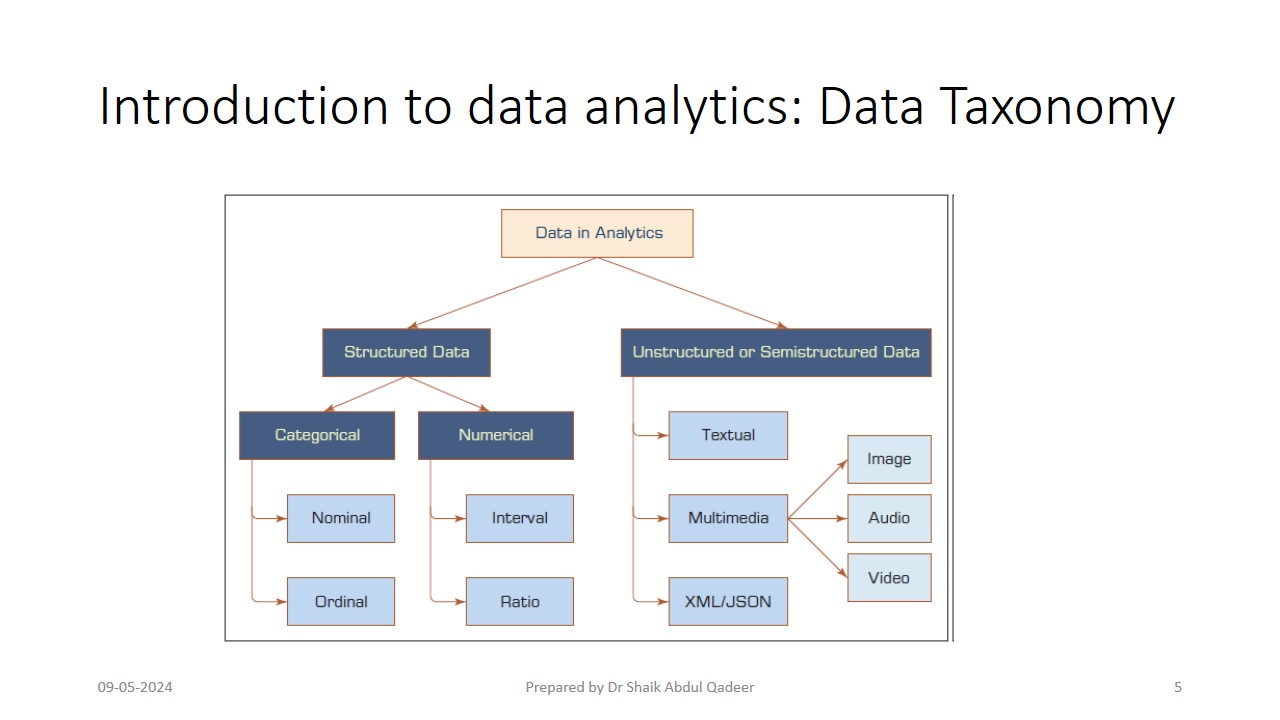 Introduction to data analytics: Data Taxonomy
Data in Analytics
Structured Data
Unstructured or Semistructured Data
Categorical
Numerical
Textual
Image
Nominal
Interval
Multimedia
Audio
Video
Ordinal
Ratio
XML/JSON
09-05-2024
Prepared by Dr Shaik Abdul Qadeer
5